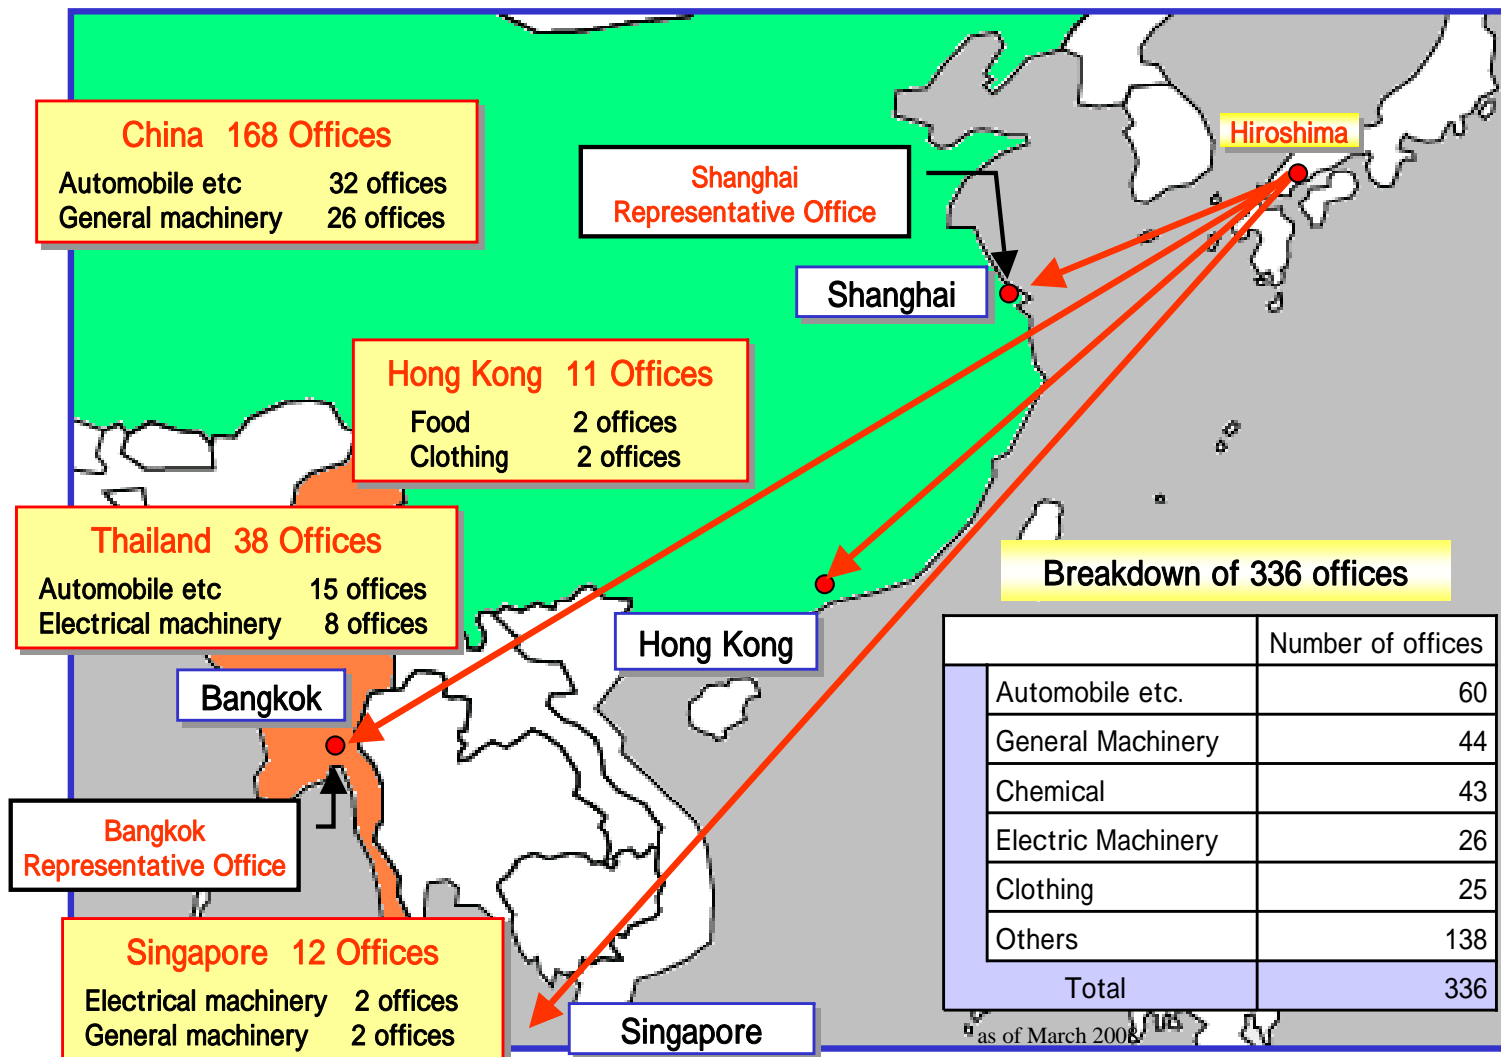 China 168 Offices
Automobile etc 32 offices
General machinery 26 offices
Shanghai
Representative Office
Hiroshima
Shanghai
Hong Kong 11 Offices
Food 2 offices
Clothing 2 offices
Thailand 38 Offices
Automobile etc 15 offices
Electrical machinery 8 offices
Hong Kong
Bangkok
Bangkok
Representative Office
Singapore 12 Offices
Electrical machinery 2 offices
General machinery 2 offices
Singapore
Breakdown of 336 offices
Number of offices
Automobile etc. 60
General Machinery 44
Chemical 43
Electric Machinery 26
Clothing 25
Others 138
Total 336
as of March